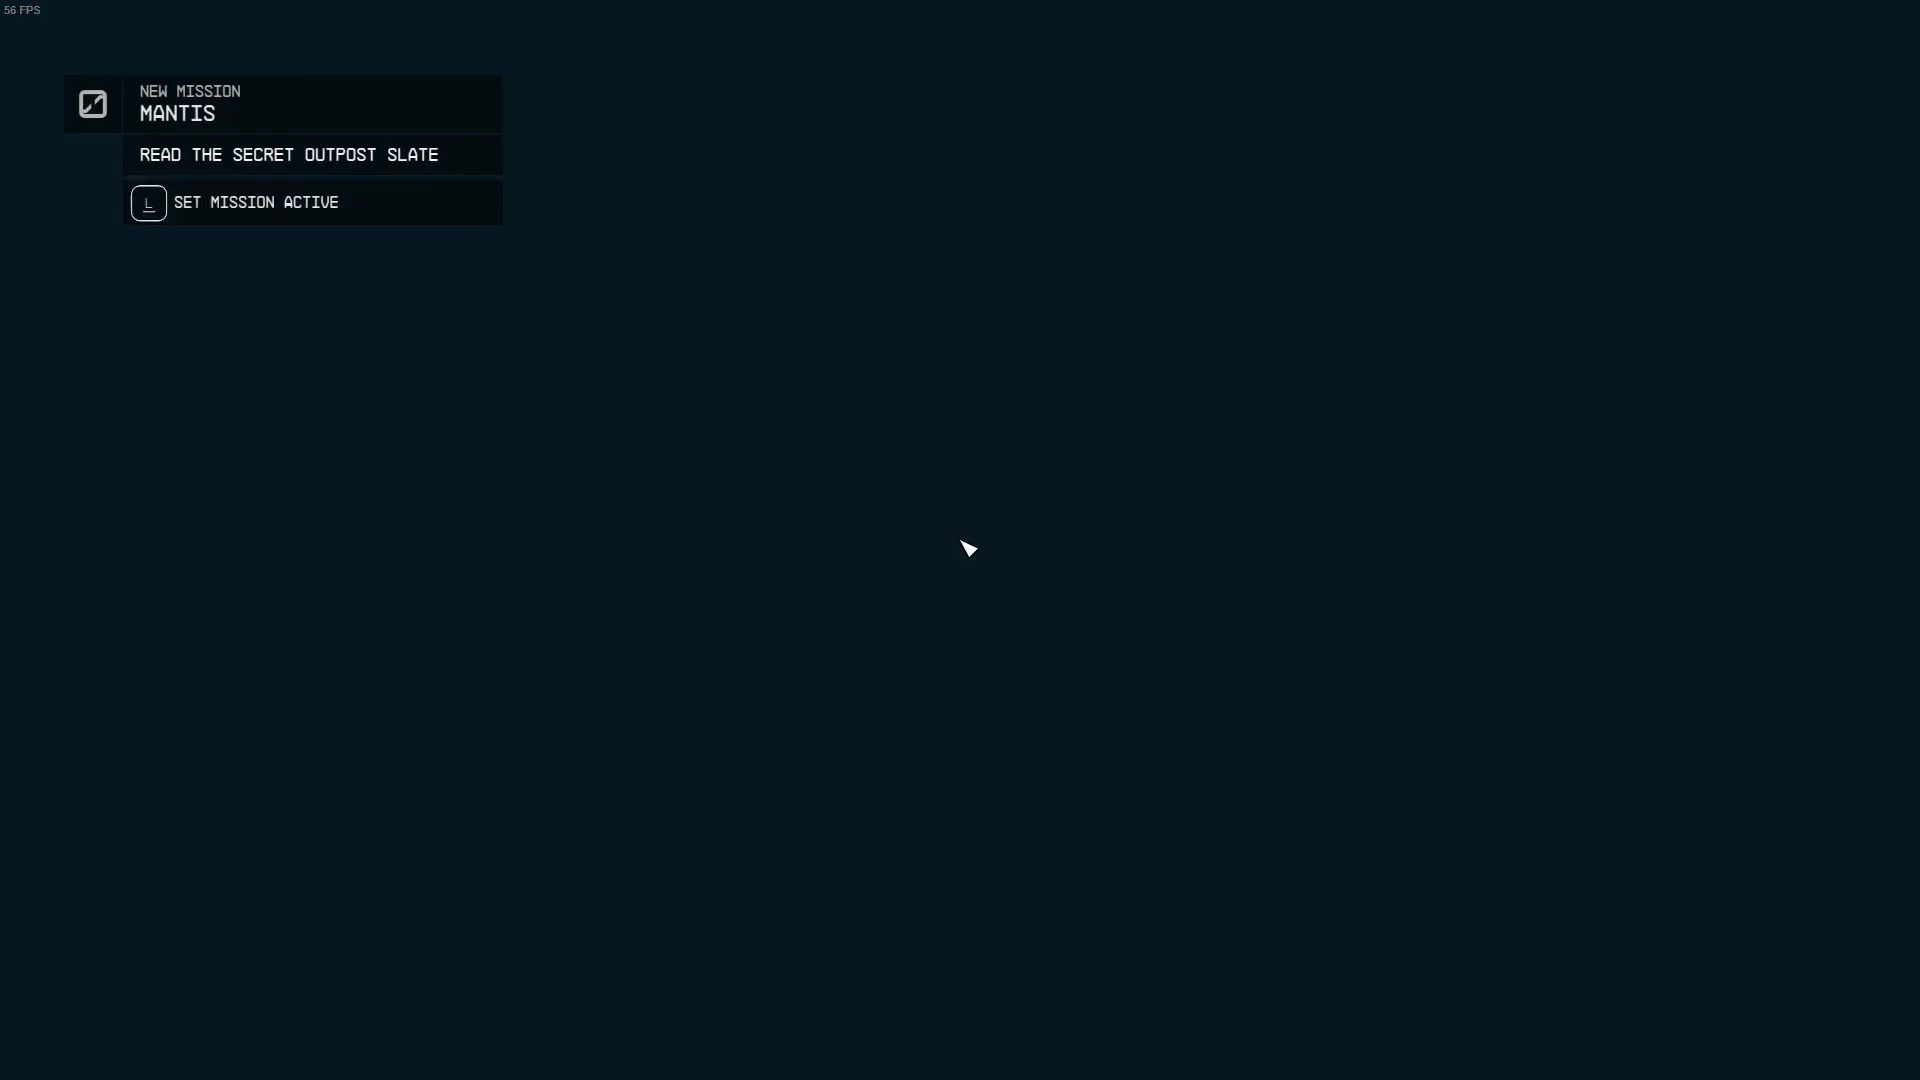 56 FPS
NEW MISSION
MANTIS
READ THE SECRET OUTPOST SLATE
L SET MISSION ACTIVE